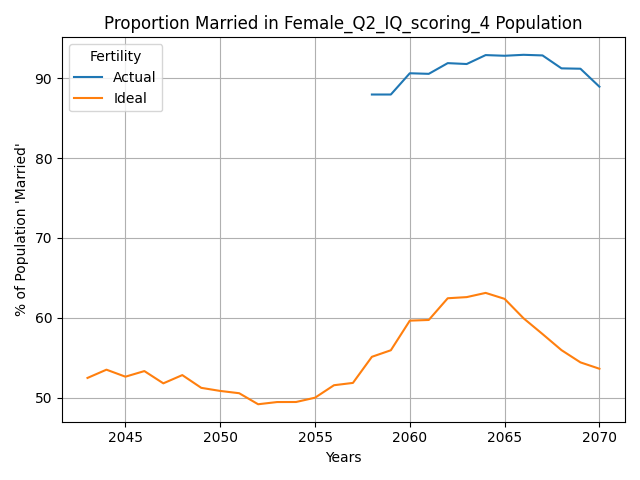 Proportion Married in Female_Q2_IQ_scoring_4 Population
Fertility
Actual
Ideal
% of Population 'Married'
90
80
70
60
50
2045 2050 2055 2060 2065 2070
Years